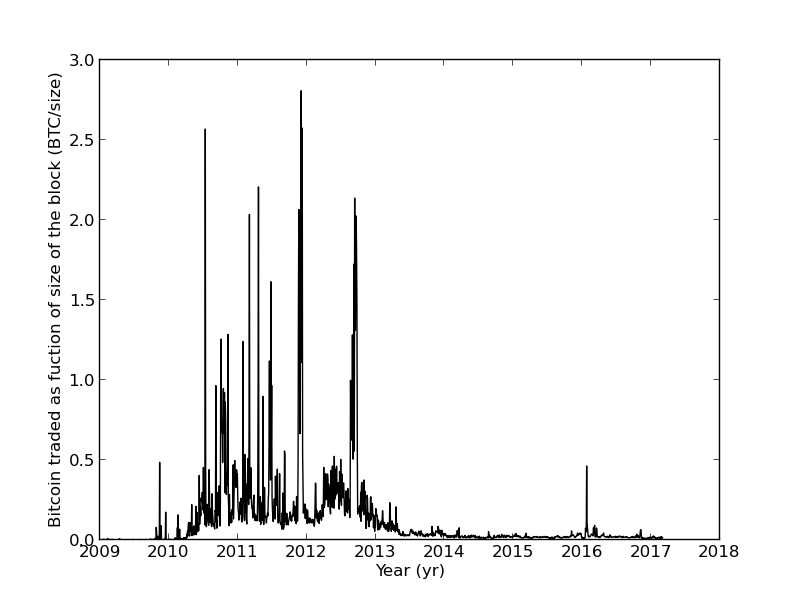 Bitcoin traded as fuction of size of the block (BTC/size)
3.0
2.5
2.0
1.5
1.0
0.5
0.0
2009 2010 2011 2012 2013 2014 2015 2016 2017 2018
Year (yr)